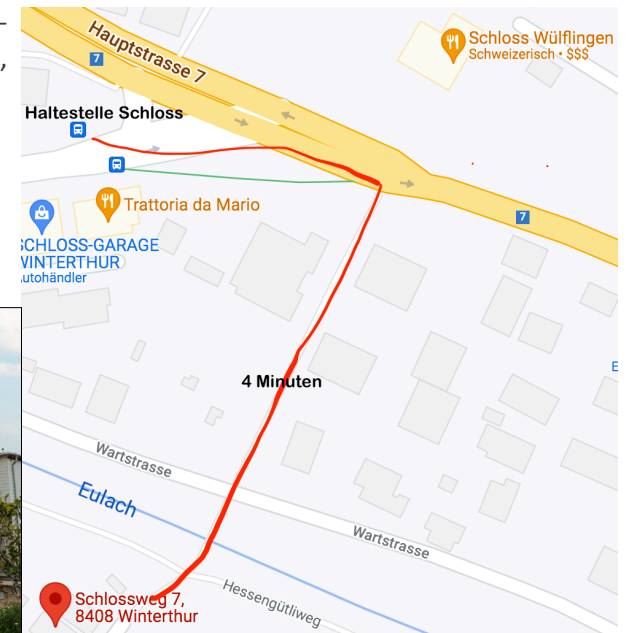 Hauptstrasse 7
7
Schloss Wülflingen
Schweizerisch • $$$
Haltestelle Schloss
7
Trattoria da Mario
SCHLOSS-GARAGE
WINTERTHUR
Autohändler
4 Minuten
Wartstrasse
Eulach
Wartstrasse
Schlossweg 7,
8408 Winterthur
Hessengütliweg